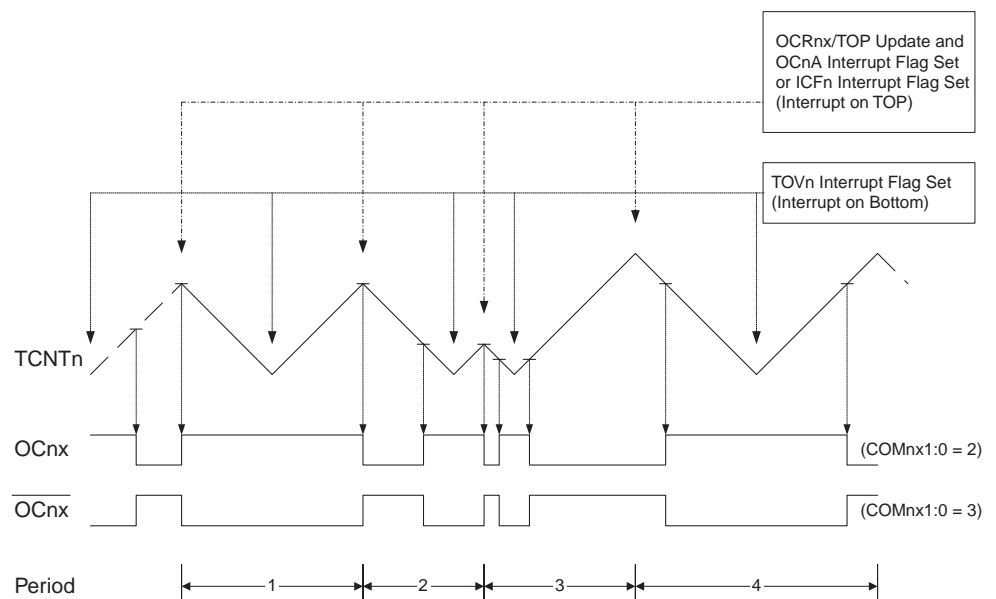 OCRnx/TOP Update and
OCnA Interrupt Flag Set
or ICFn Interrupt Flag Set
(Interrupt on TOP)
TOVn Interrupt Flag Set
(Interrupt on Bottom)
TCNTn
OCnx
(COMnx1:0 = 2)
OCnx
(COMnx1:0 = 3)
Period
1
2
3
4